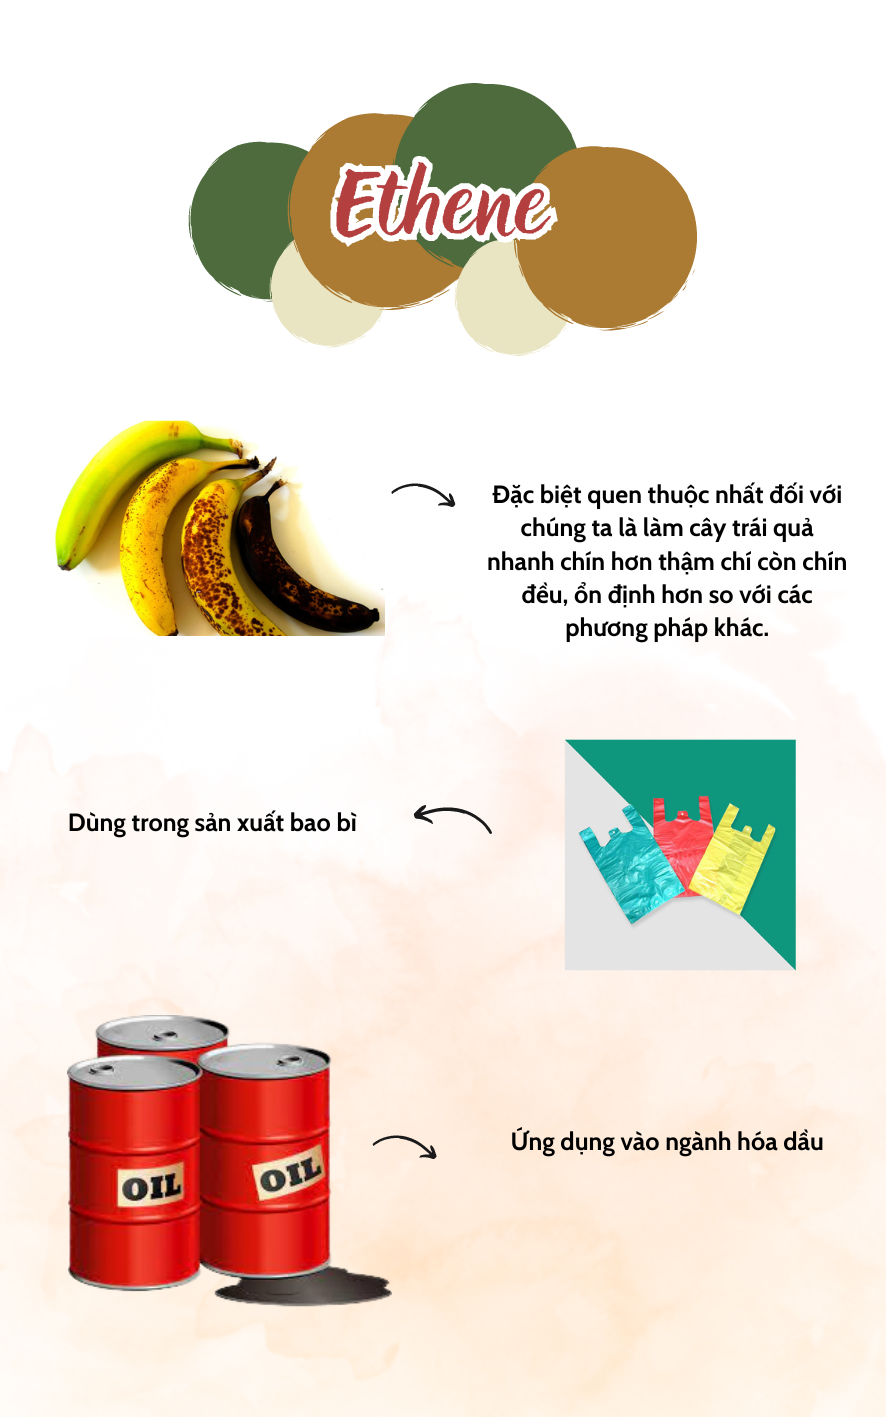 Ethene
Đặc biệt quen thuộc nhất đối với
chúng ta là làm cây trái quả
nhanh chín hơn thậm chí còn chín
đều, ổn định hơn so với các
phương pháp khác.
Dùng trong sản xuất bao bì
OIL
OIL
Ứng dụng vào ngành hóa dầu